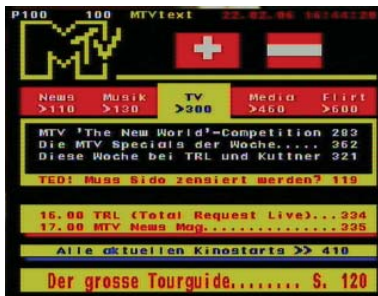 P100 100 MTVtext 22.02.06 16:44:20
MTV
News Musik TV Media Flirt
>110 >130 >300 >460 >600
MTV 'The New World'-Competition 283
Die MTV Specials der Woche..... 362
Diese Woche bei TRL und Kuttner 321
TED! Muss Sido zensiert werden? 119
16.00 TRL (Total Request Live)...334
17.00 MTV News Mag...............335
Alle aktuellen Kinostarts >> 410
Der grosse Tourguide........ S. 120